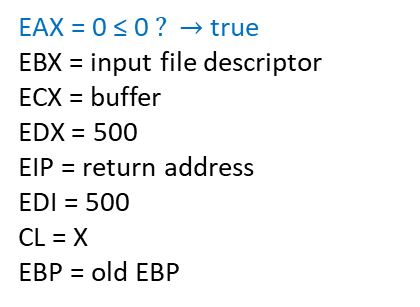 EAX = 0 ≤ 0 ? → true
EBX = input file descriptor
ECX = buffer
EDX = 500
EIP = return address
EDI = 500
CL = X
EBP = old EBP